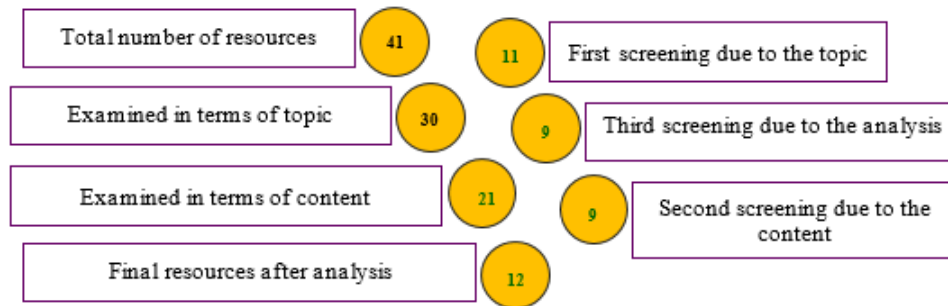 Total number of resources
41
11
First screening due to the topic
Examined in terms of topic
30
9
Third screening due to the analysis
Examined in terms of content
21
9
Second screening due to the
content
Final resources after analysis
12